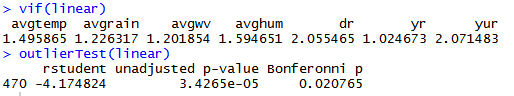 > vif(linear)
avgtemp avgrain avgwv avghum dr yr yur
1.495865 1.226317 1.201854 1.594651 2.055465 1.024673 2.071483
> outlierTest(linear)
rstudent unadjusted p-value Bonferonni p
470 -4.174824 3.4265e-05 0.020765